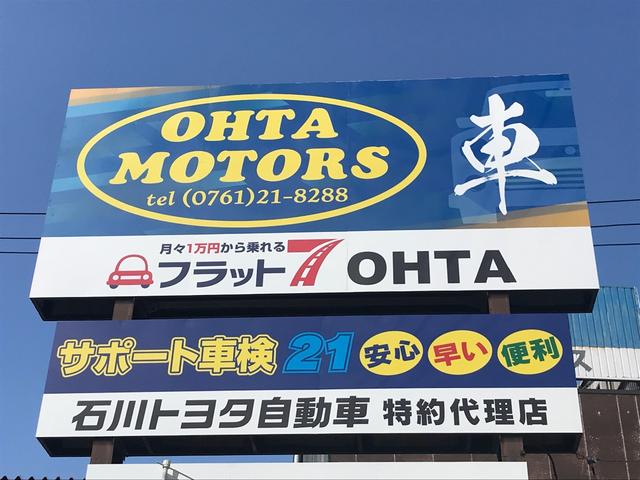 OHTA
MOTORS
tel (0761)21-8288
車
月々1万円から乗れる
フラット7 OHTA
サポート車検 21 安心 早い 便利
石川トヨタ自動車 特約代理店
ス